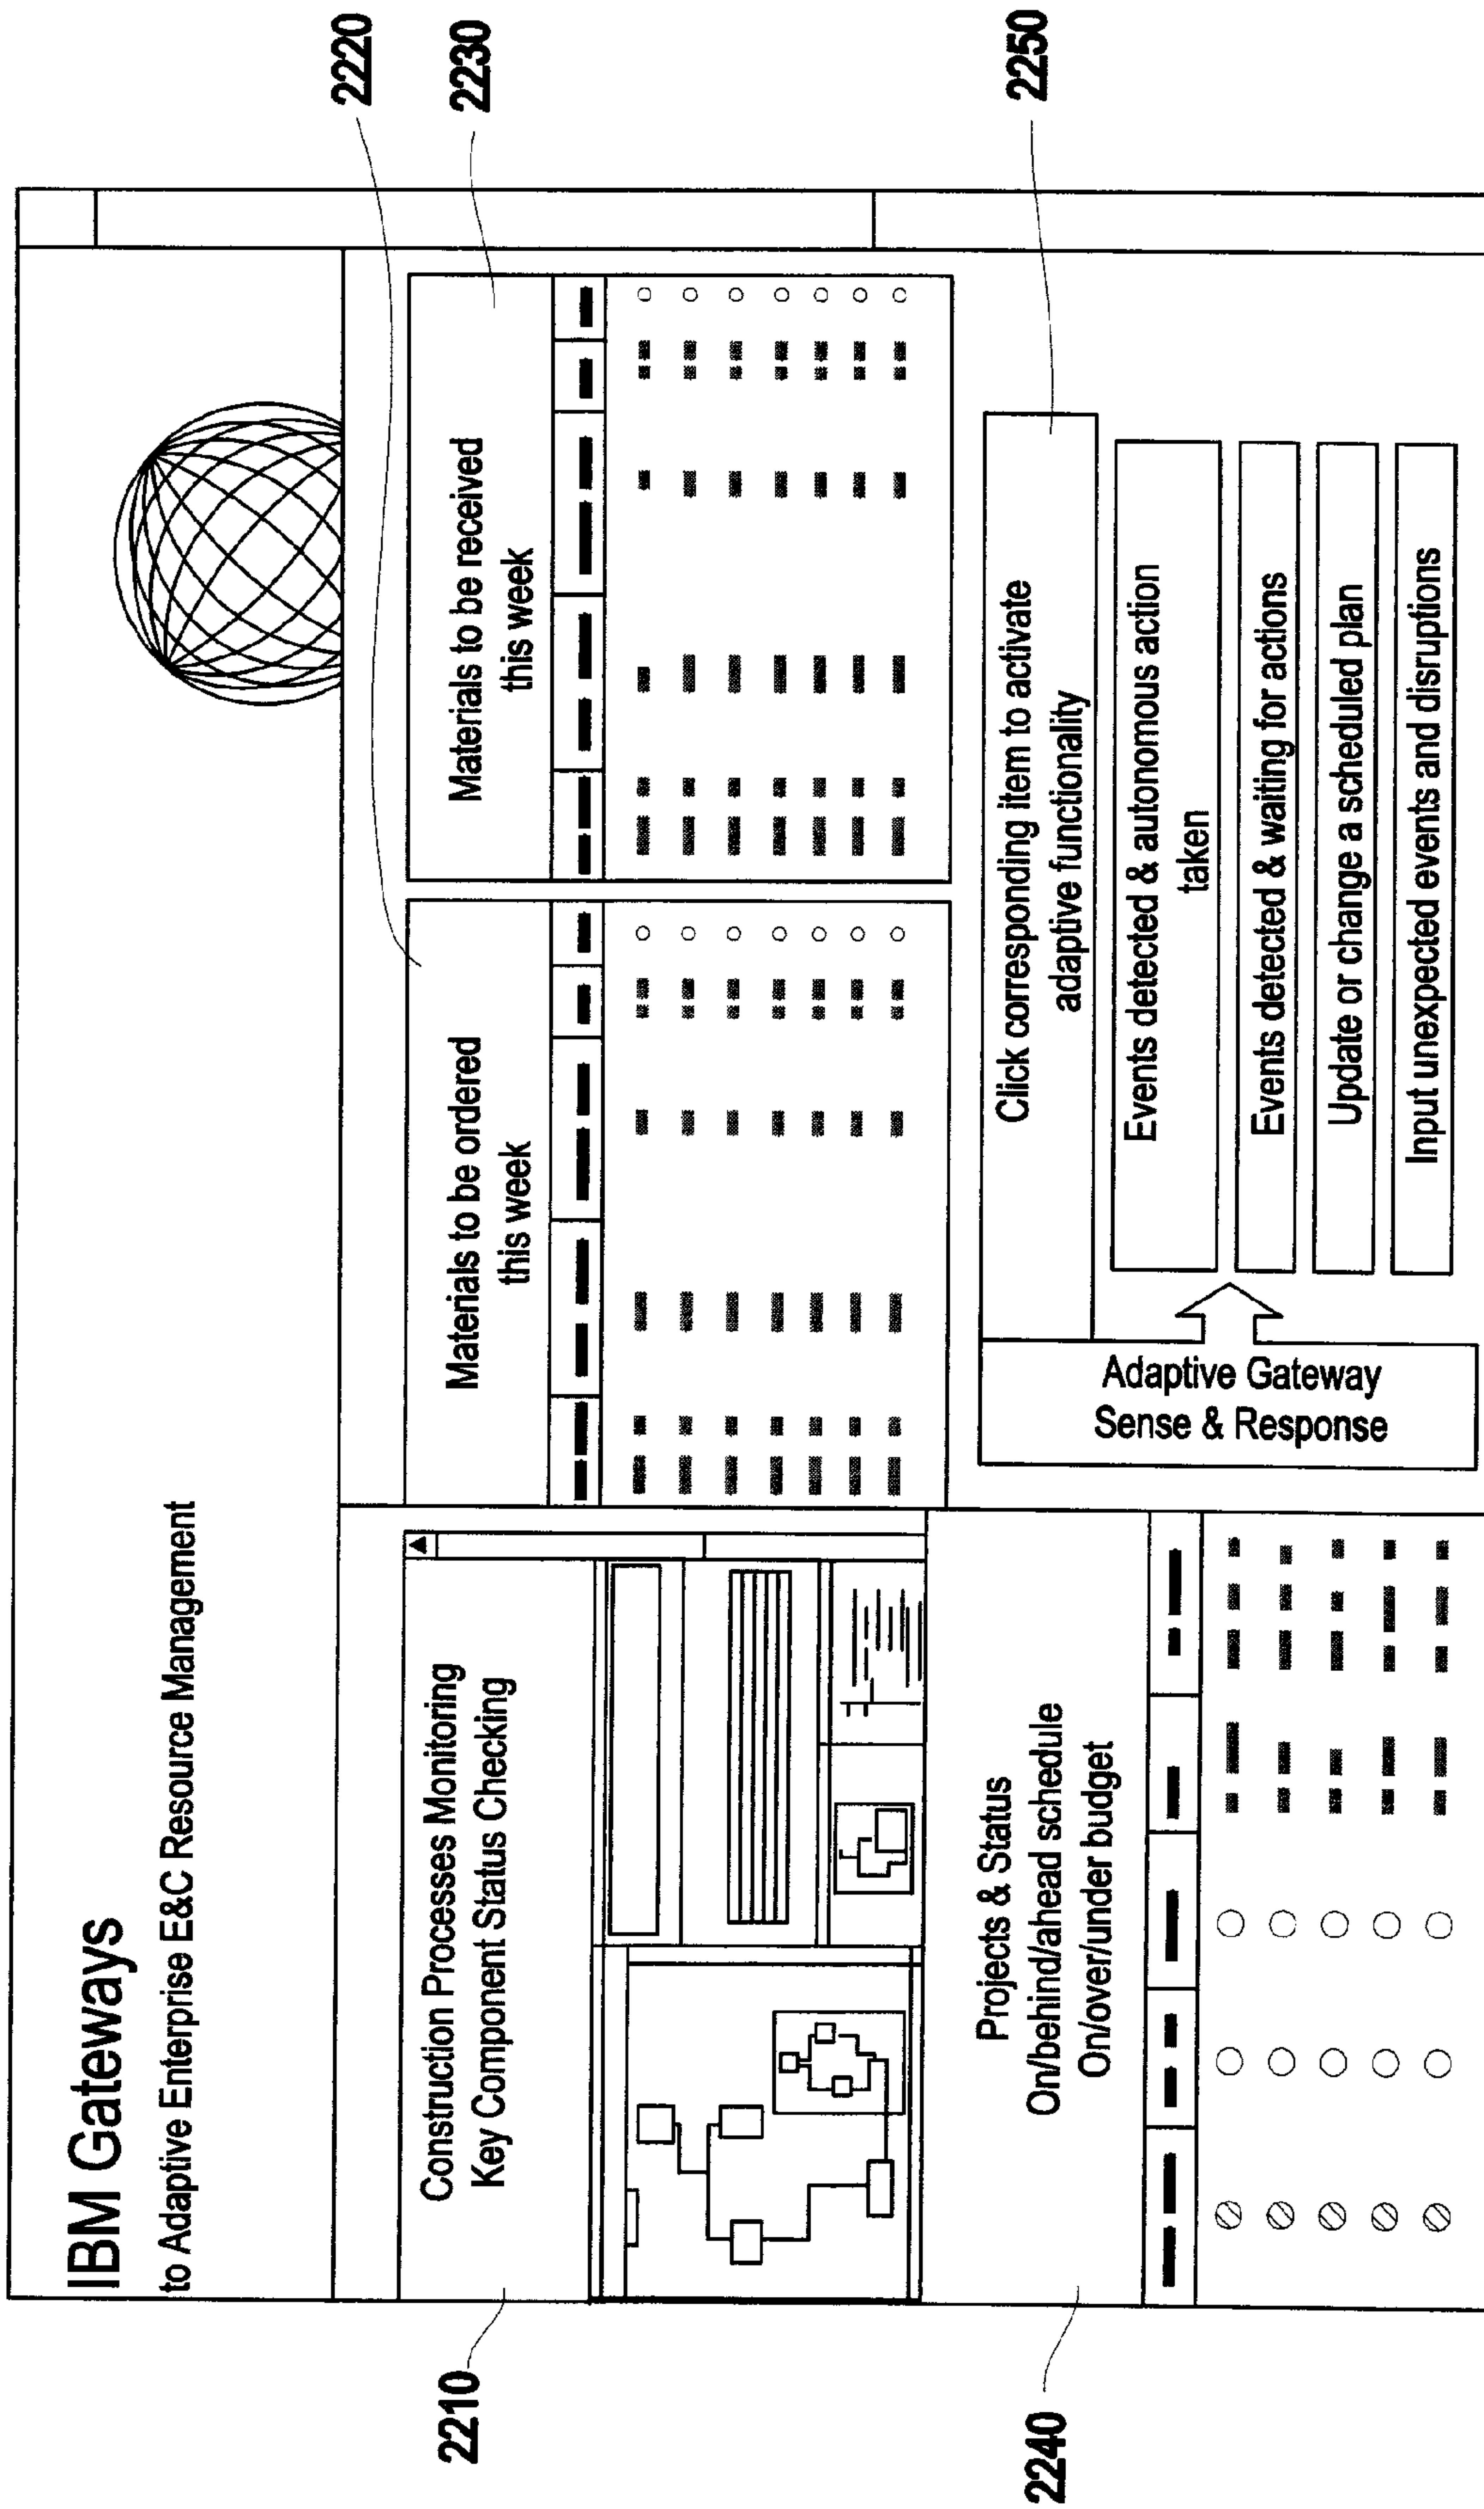 IBM Gateways
to Adaptive Enterprise E&C Resource Management
2210
Construction Processes Monitoring
Key Component Status Checking
2220
Materials to be ordered
this week
2230
Materials to be received
this week
2240
Projects & Status
On/behind/ahead schedule
On/over/under budget
2250
Adaptive Gateway
Sense & Response
Click corresponding item to activate
adaptive functionality
Events detected & autonomous action
taken
Events detected & waiting for actions
Update or change a scheduled plan
Input unexpected events and disruptions